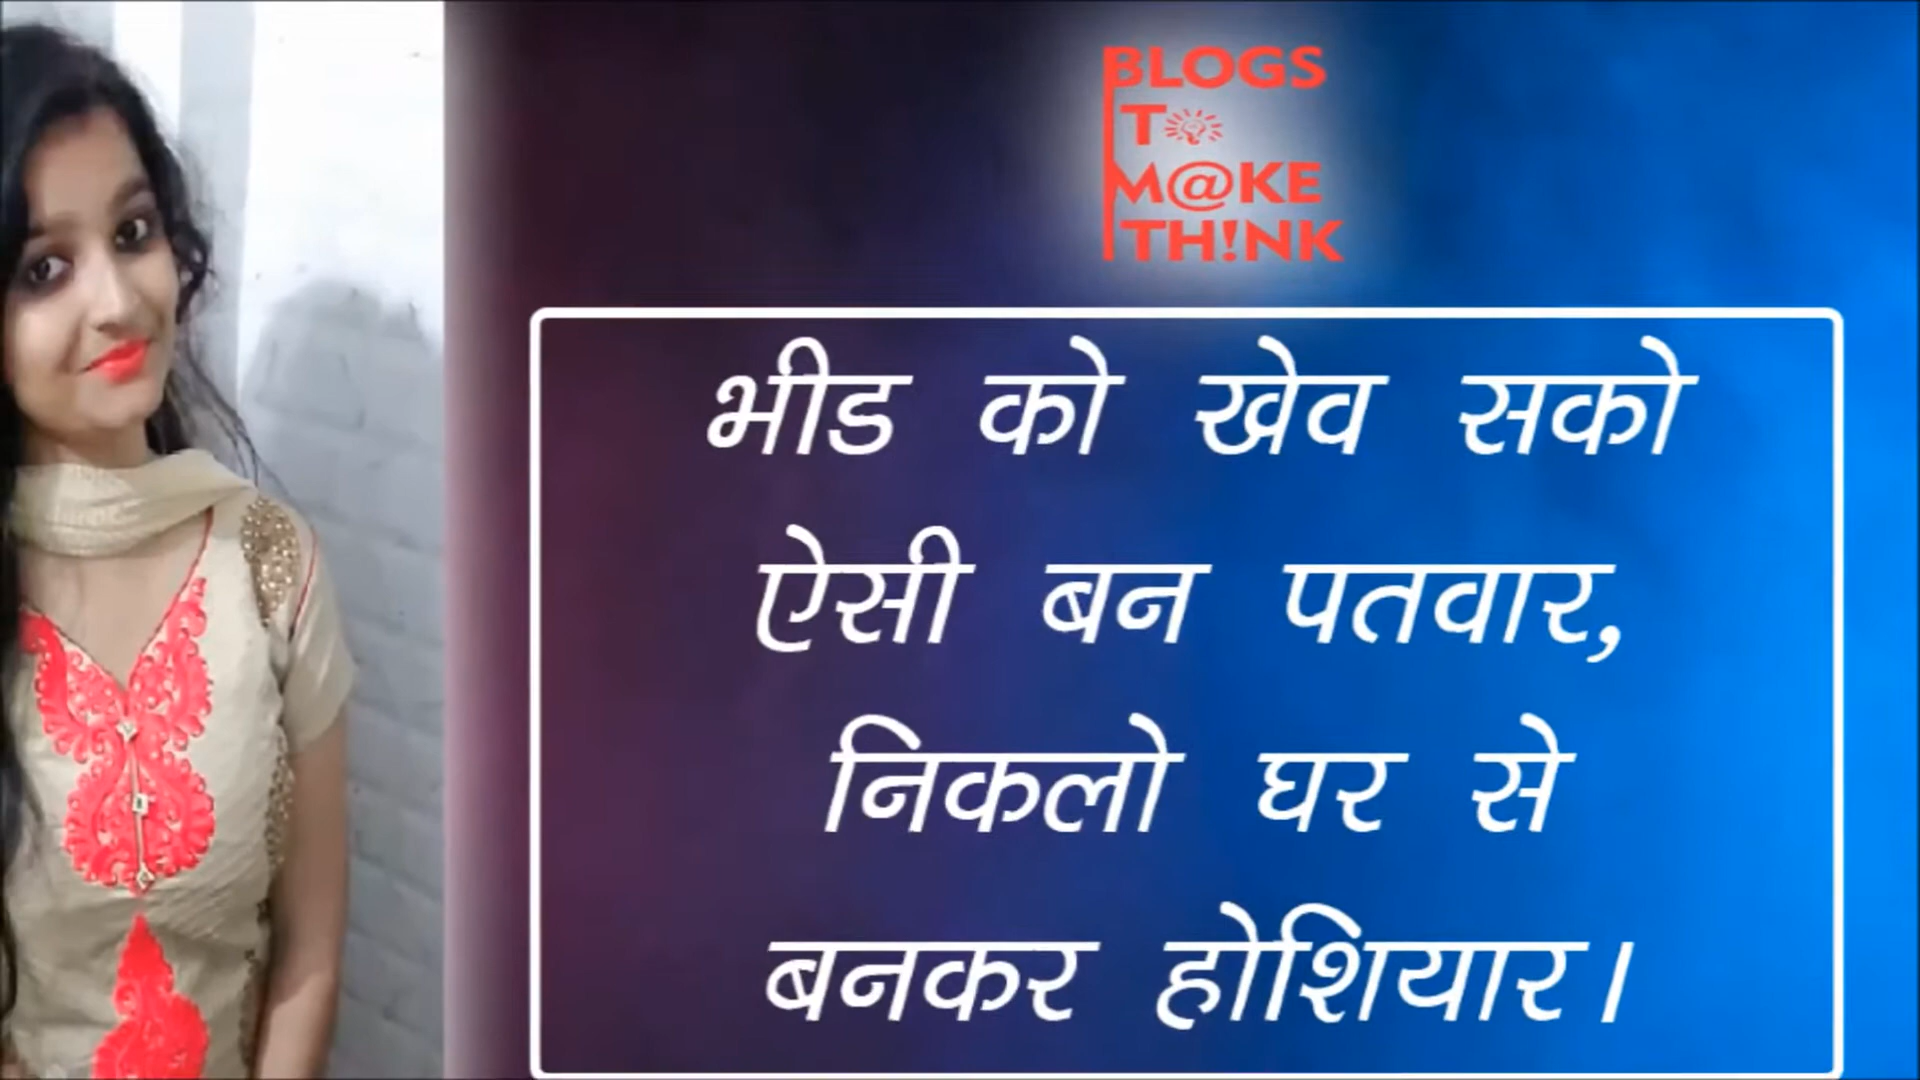 BLOGS
TO
M@KE
TH!NK
भीड को खेव सको
ऐसी बन पतवार,
निकलो घर से
बनकर होशियार।